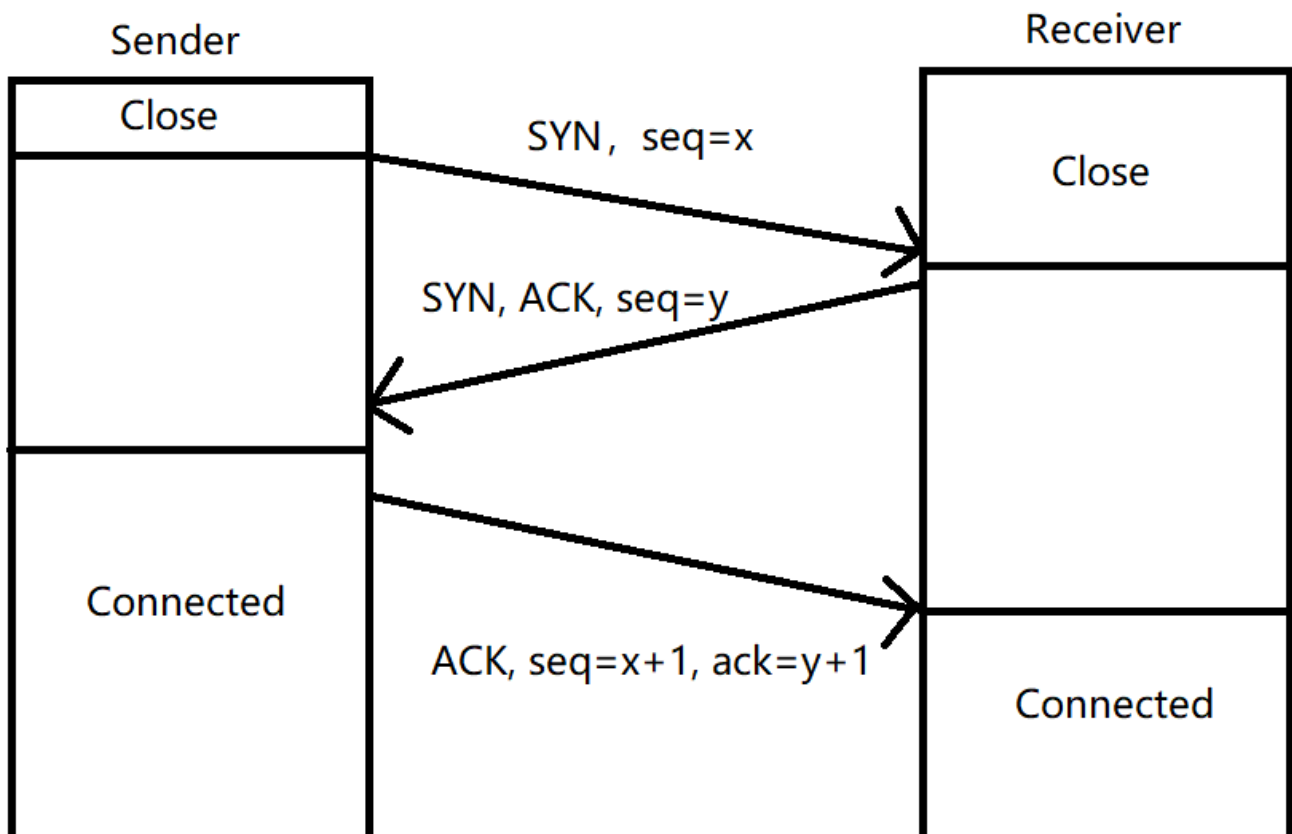 Sender
Receiver
Close
SYN，seq=x
Close
SYN, ACK, seq=y
Connected
ACK, seq=x+1, ack=y+1
Connected